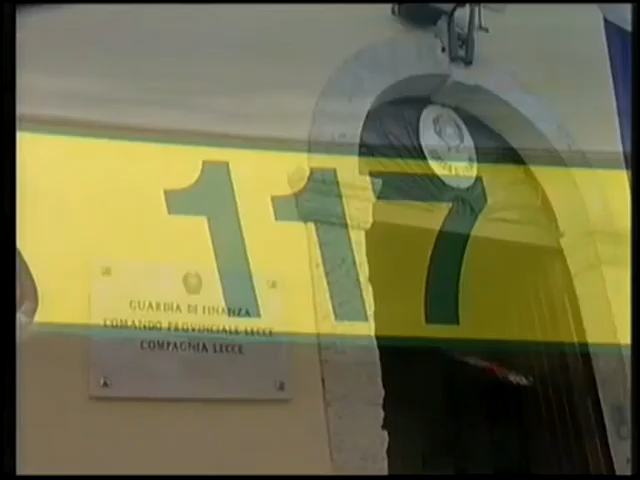 117
GUARDIA DI FINANZA
COMANDO PROVINCIALE LECCE
COMPAGNIA LECCE